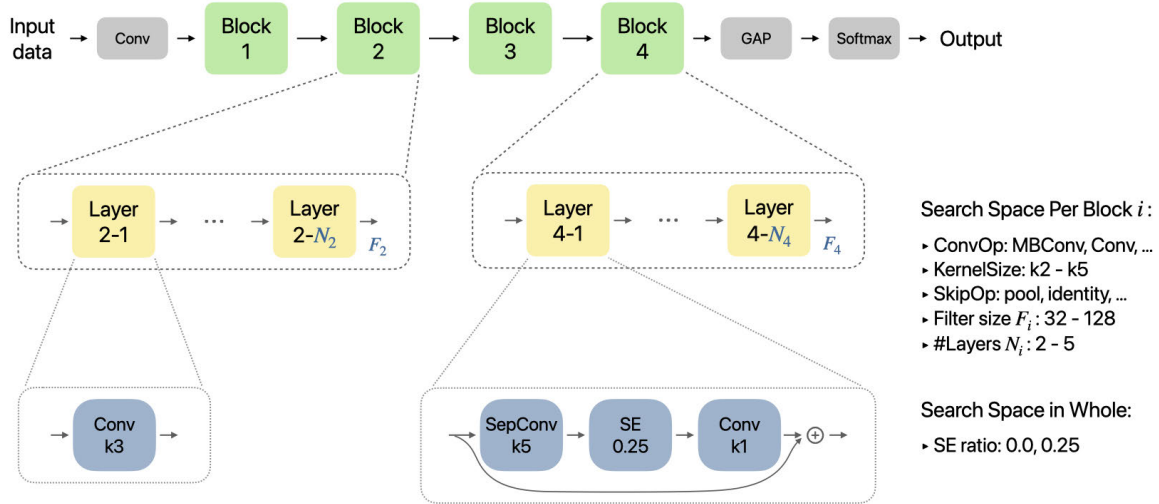 Input
data
Conv
Block
1
Block
2
Block
3
Block
4
GAP
Softmax
Output
Layer
2-1
...
Layer
2-N₂
F₂
Layer
4-1
...
Layer
4-N₄
F₄
Search Space Per Block i :
‣ ConvOp: MBConv, Conv, ...
‣ KernelSize: k2 - k5
‣ SkipOp: pool, identity, ...
‣ Filter size Fᵢ : 32 - 128
‣ #Layers Nᵢ : 2 - 5
Conv
k3
SepConv
k5
SE
0.25
Conv
k1
Search Space in Whole:
‣ SE ratio: 0.0, 0.25